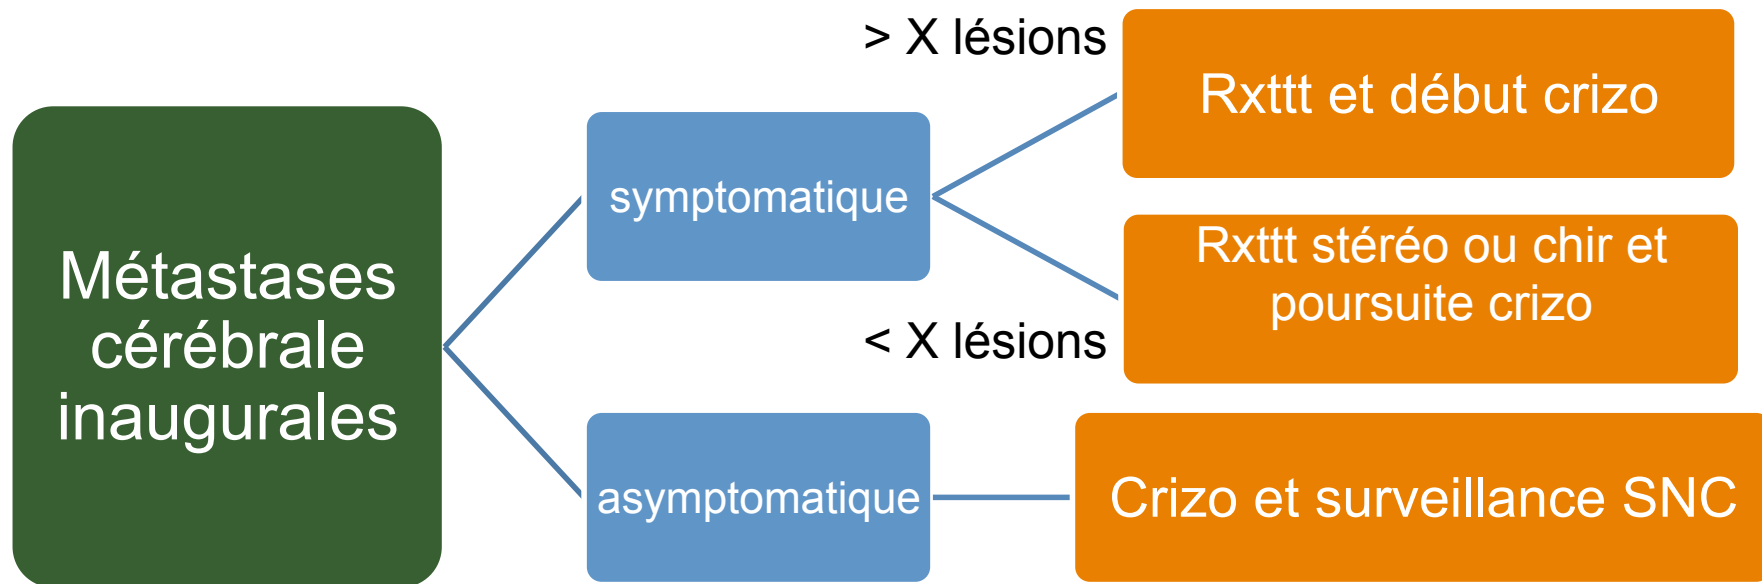 Métastases
cérébrale
inaugurales
symptomatique
> X lésions
Rxttt et début crizo
< X lésions
Rxttt stéréo ou chir et
poursuite crizo
asymptomatique
Crizo et surveillance SNC